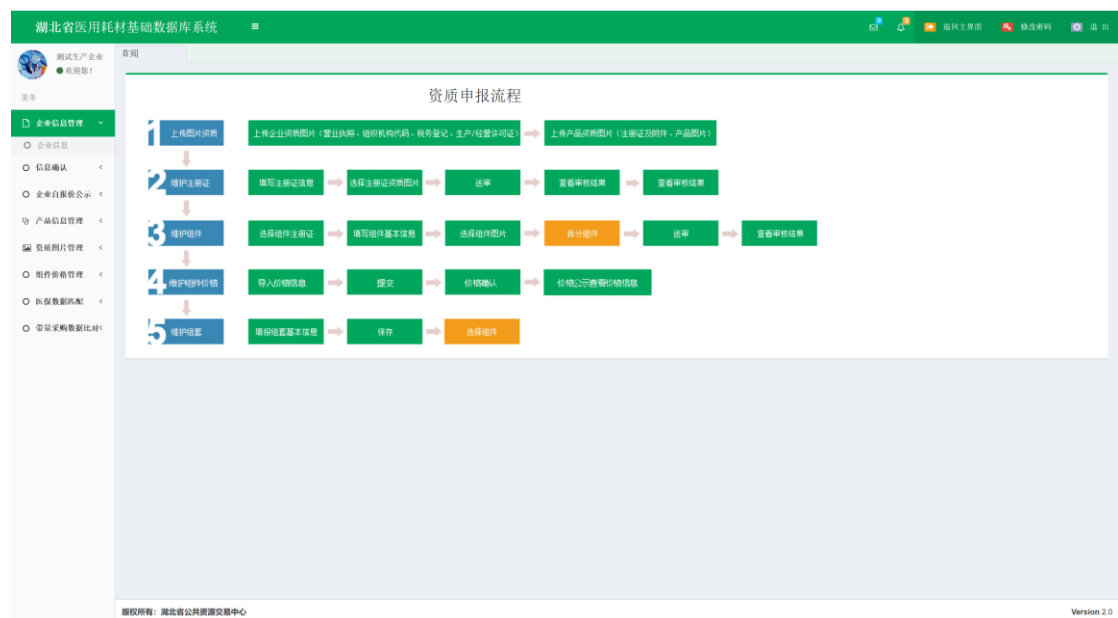 湖北省医用耗材基础数据库系统
返回主界面 修改密码 退出
测试生产企业
欢迎您!
首页
菜单
企业信息管理
企业信息
信息确认
企业自报价公示
产品信息管理
资质图片管理
组件价格管理
医保数据匹配
带量采购数据比对
资质申报流程
1 上传图片资质 上传企业资质图片(营业执照、组织机构代码、税务登记、生产/经营许可证) 上传产品资质图片(注册证及附件、产品图片)
2 维护注册证 填写注册证信息 选择注册证资质图片 送审 查看审核结果 查看审核结果
3 维护组件 选择组件注册证 填写组件基本信息 选择组件图片 拆分组件 送审 查看审核结果
4 维护组件价格 导入价格信息 提交 价格确认 价格公示查看价格信息
5 维护组套 填报组套基本信息 保存 选择组件
版权所有:湖北省公共资源交易中心
Version 2.0